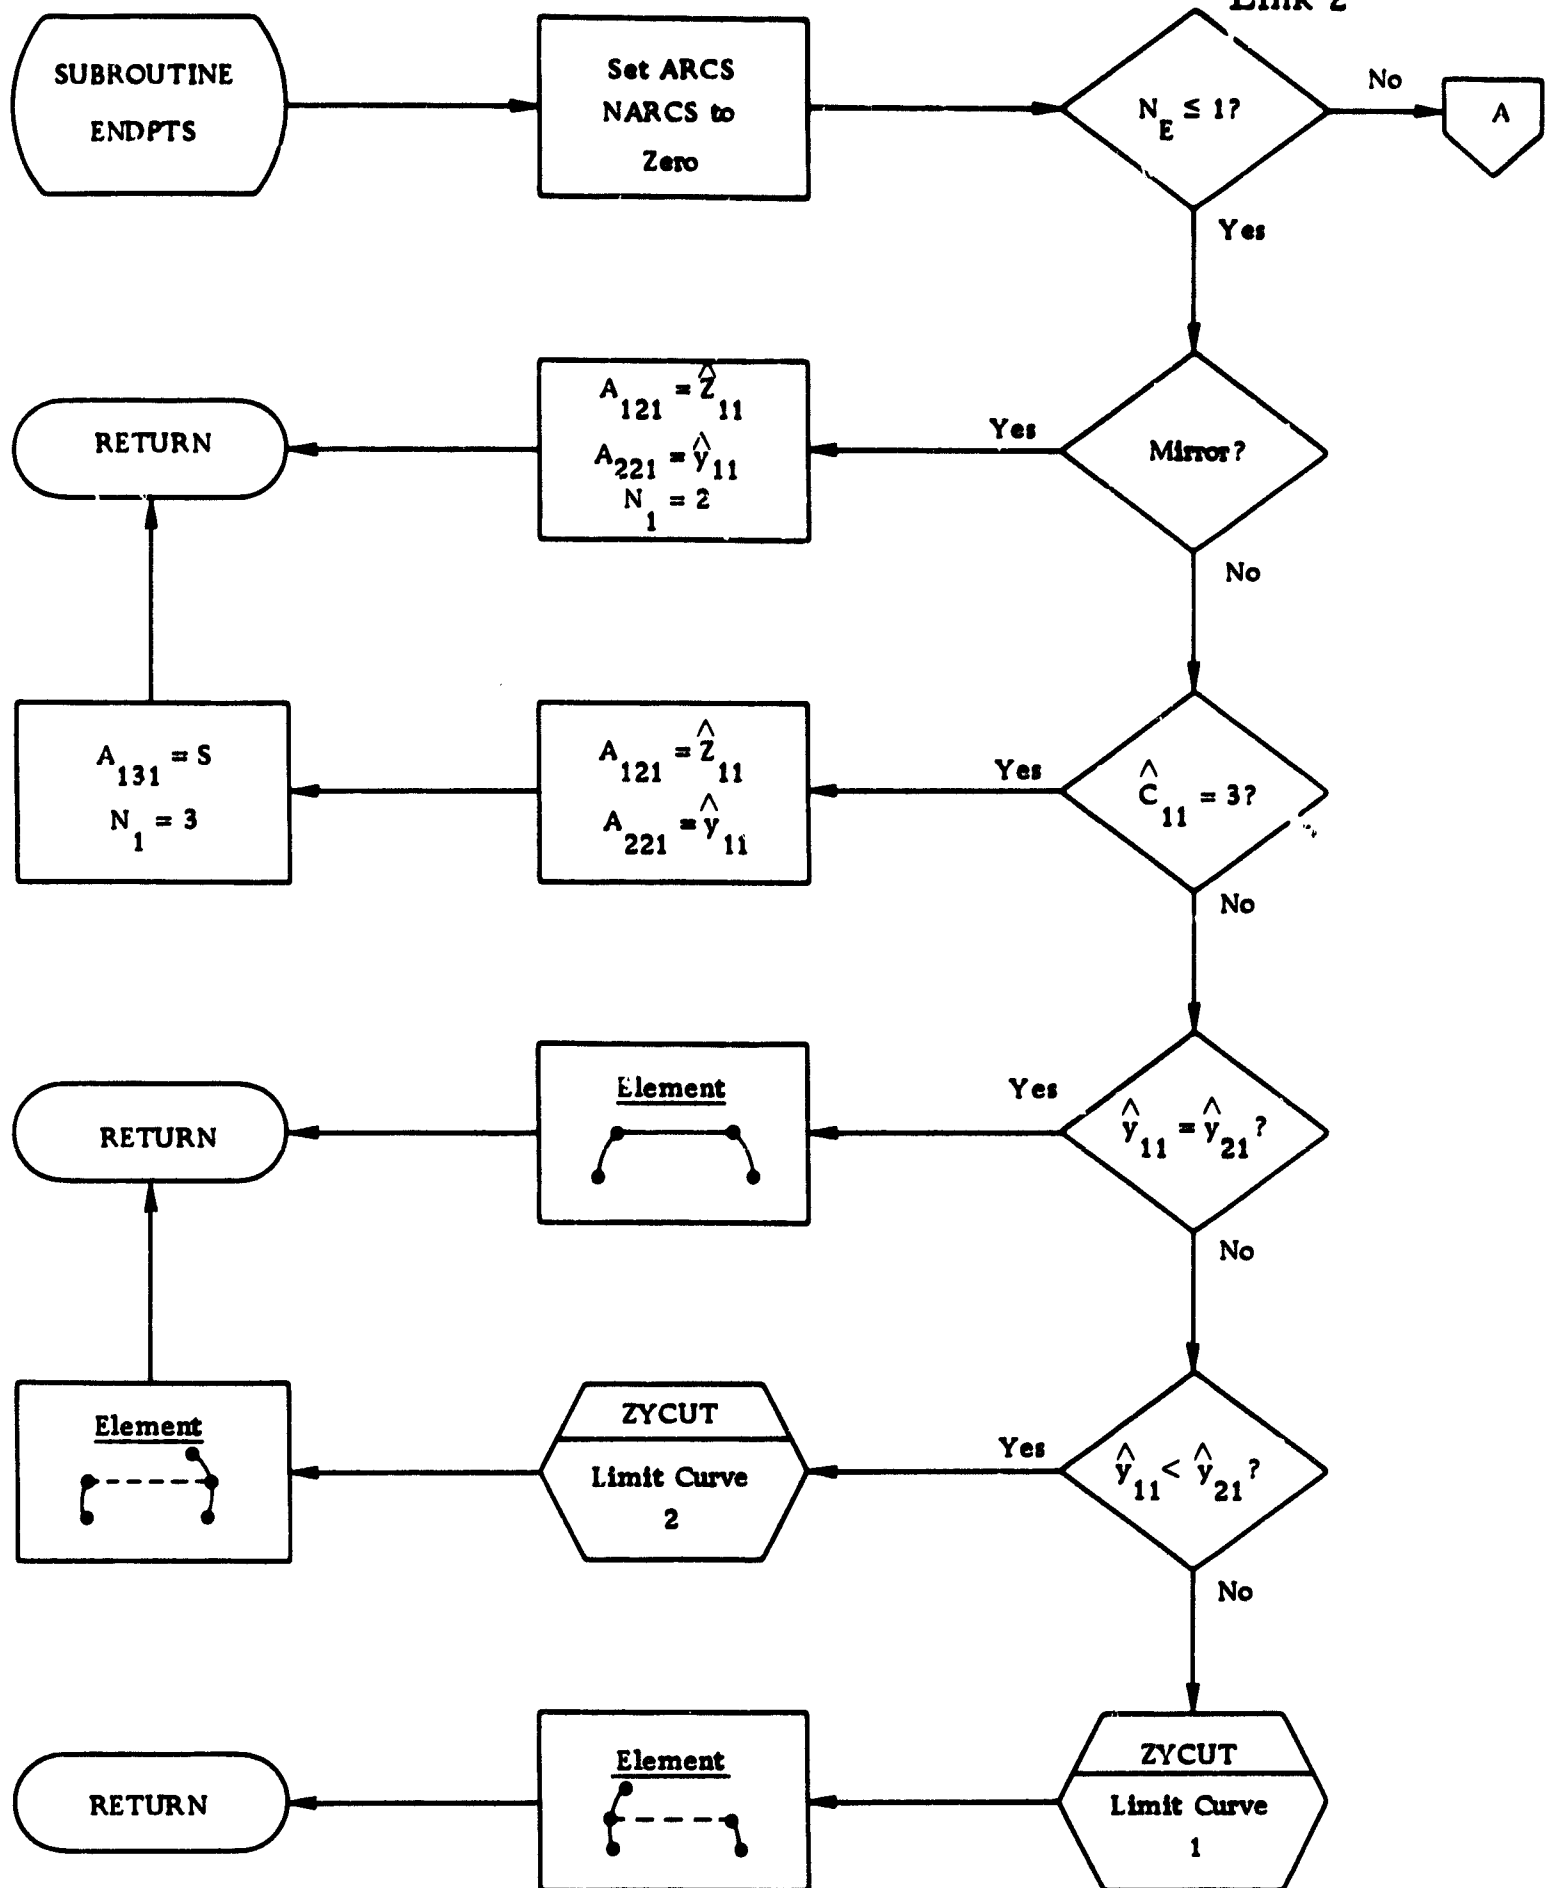 Link 2
SUBROUTINE
ENDPTS
Set ARCS
NARCS to
Zero
N_E ≤ 1?
No
A
Yes
RETURN
A_121 = ẑ_11
A_221 = ŷ_11
N_1 = 2
Yes
Mirror?
No
A_131 = S
N_1 = 3
A_121 = ẑ_11
A_221 = ŷ_11
Yes
Ĉ_11 = 3?
No
RETURN
Element
Yes
ŷ_11 = ŷ_21 ?
No
Element
ZYCUT
Limit Curve
2
Yes
ŷ_11 < ŷ_21 ?
No
RETURN
Element
ZYCUT
Limit Curve
1